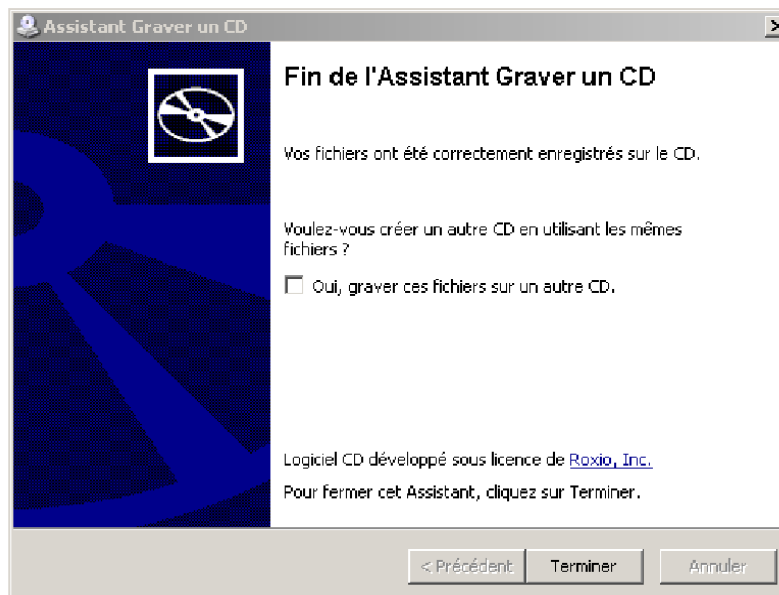 Assistant Graver un CD
Fin de l'Assistant Graver un CD
Vos fichiers ont été correctement enregistrés sur le CD.
Voulez-vous créer un autre CD en utilisant les mêmes
fichiers ?
Oui, graver ces fichiers sur un autre CD.
Logiciel CD développé sous licence de Roxio, Inc.
Pour fermer cet Assistant, cliquez sur Terminer.
< Précédent Terminer Annuler